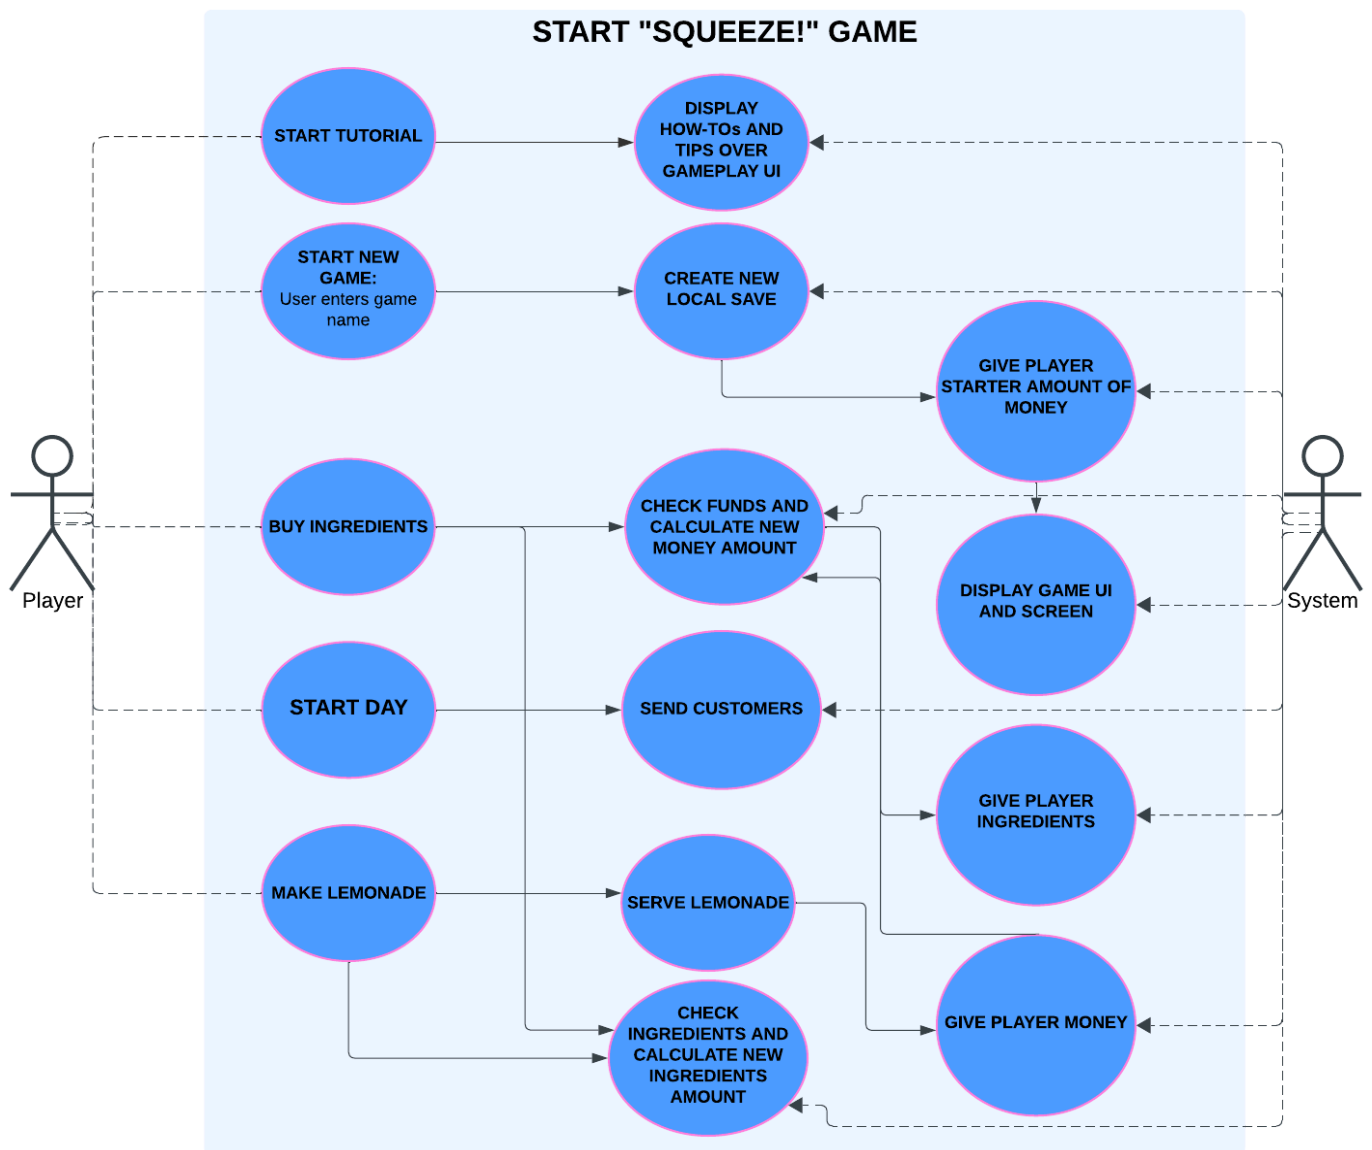 START "SQUEEZE!" GAME
START TUTORIAL
DISPLAY
HOW-TOs AND
TIPS OVER
GAMEPLAY UI
START NEW
GAME:
User enters game
name
CREATE NEW
LOCAL SAVE
GIVE PLAYER
STARTER AMOUNT OF
MONEY
BUY INGREDIENTS
CHECK FUNDS AND
CALCULATE NEW
MONEY AMOUNT
DISPLAY GAME UI
AND SCREEN
Player
System
START DAY
SEND CUSTOMERS
GIVE PLAYER
INGREDIENTS
MAKE LEMONADE
SERVE LEMONADE
GIVE PLAYER MONEY
CHECK
INGREDIENTS AND
CALCULATE NEW
INGREDIENTS
AMOUNT